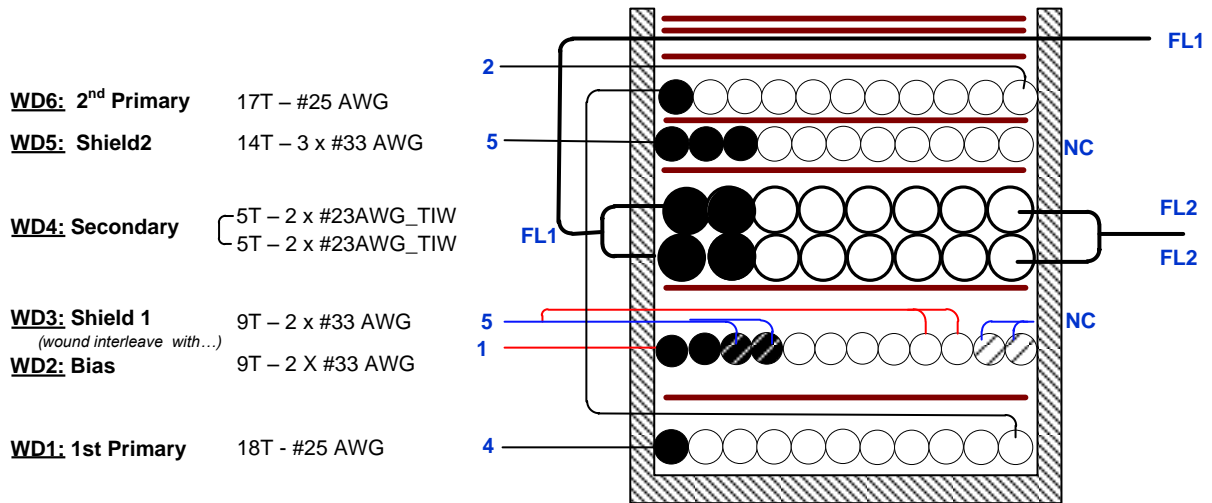 FL1
2
WD6: 2nd Primary 17T – #25 AWG
WD5: Shield2 14T – 3 x #33 AWG 5 NC
5T – 2 x #23AWG_TIW FL2
WD4: Secondary FL1
5T – 2 x #23AWG_TIW FL2
WD3: Shield 1 9T – 2 x #33 AWG 5 NC
(wound interleave with…) 1
WD2: Bias 9T – 2 X #33 AWG
WD1: 1st Primary 18T - #25 AWG 4